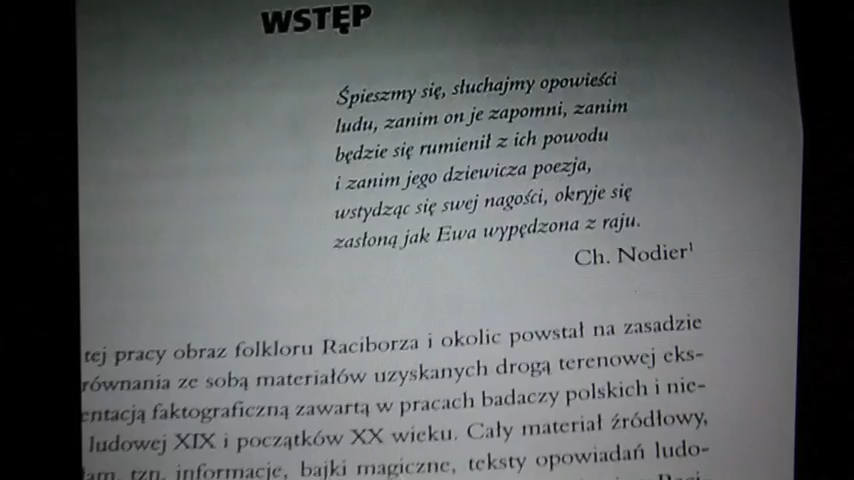 WSTĘP
Śpieszmy się, słuchajmy opowieści
ludu, zanim on je zapomni, zanim
będzie się rumienił z ich powodu
i zanim jego dziewicza poezja,
wstydząc się swej nagości, okryje się
zasłoną jak Ewa wypędzona z raju.
Ch. Nodier¹
tej pracy obraz folkloru Raciborza i okolic powstał na zasadzie
równania ze sobą materiałów uzyskanych drogą terenowej eks-
entacją faktograficzną zawartą w pracach badaczy polskich i nie-
ludowej XIX i początków XX wieku. Cały materiał źródłowy,
tzn. informacje, bajki magiczne, teksty opowiadań ludo-